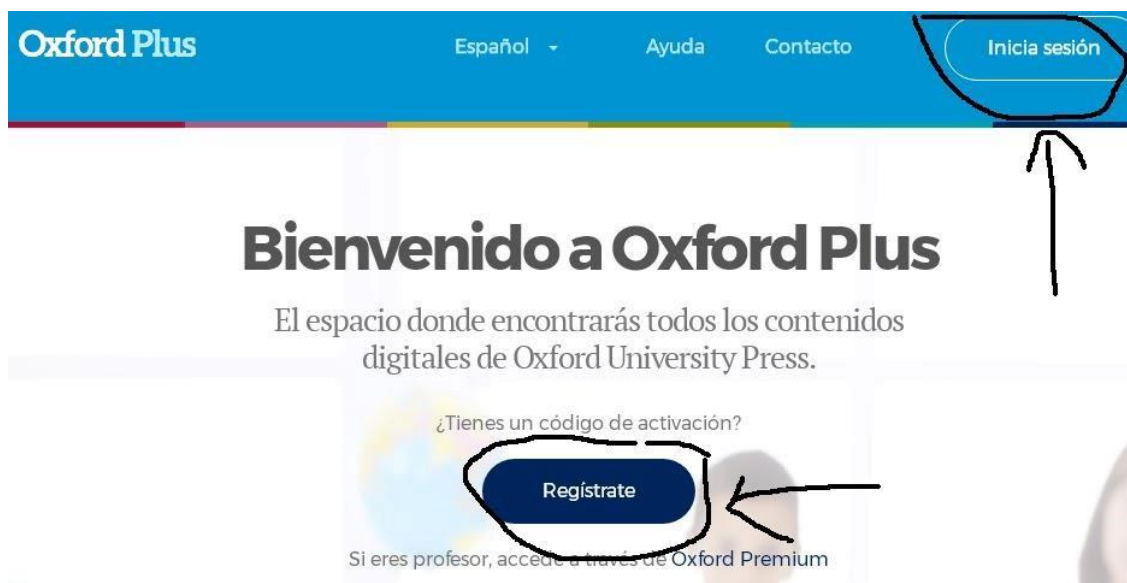 Oxford Plus Español Ayuda Contacto Inicia sesión
Bienvenido a Oxford Plus
El espacio donde encontrarás todos los contenidos
digitales de Oxford University Press.
¿Tienes un código de activación?
Regístrate
Si eres profesor, accede a través de Oxford Premium